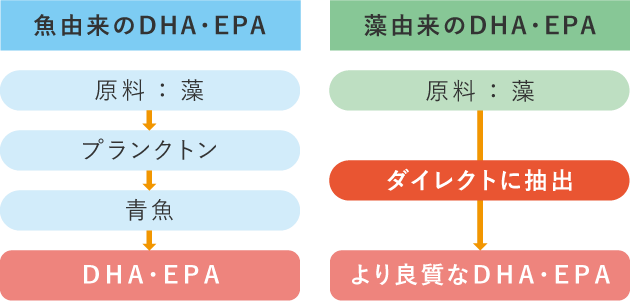 魚由来のDHA・EPA
原料：藻
プランクトン
青魚
DHA・EPA
藻由来のDHA・EPA
原料：藻
ダイレクトに抽出
より良質なDHA・EPA